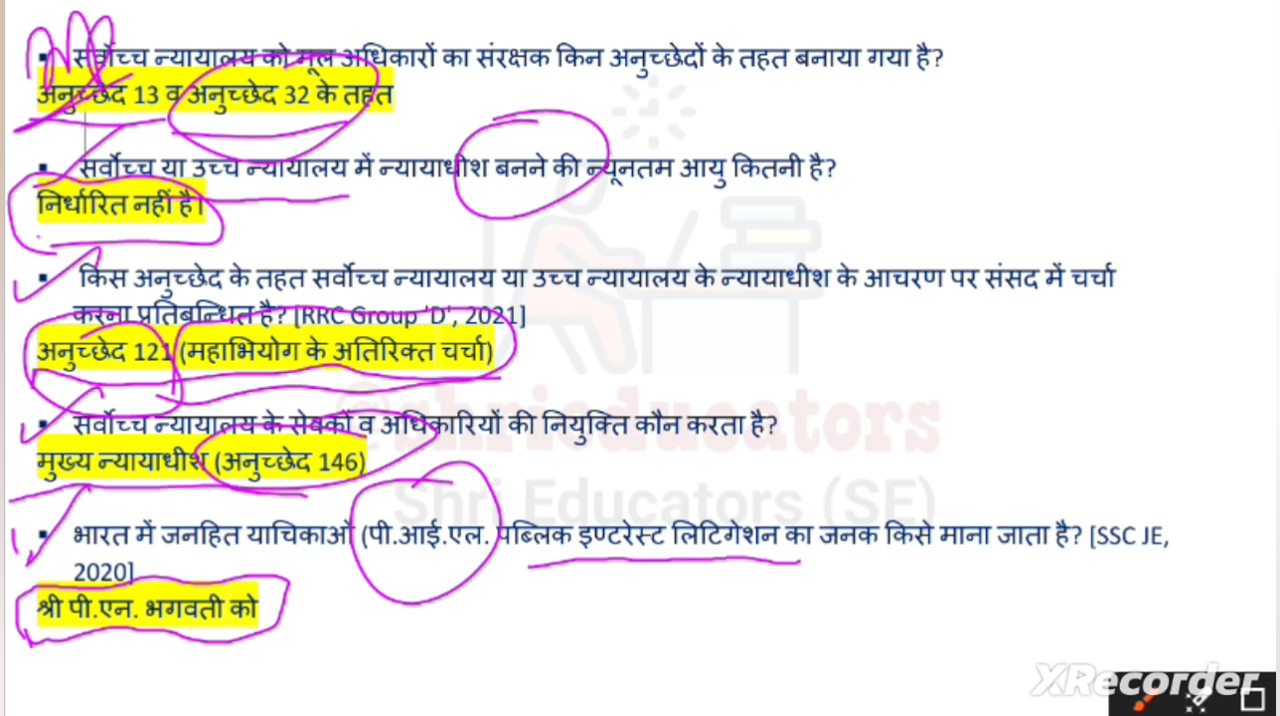 ▪ सर्वोच्च न्यायालय को मूल अधिकारों का संरक्षक किन अनुच्छेदों के तहत बनाया गया है?
अनुच्छेद 13 व अनुच्छेद 32 के तहत
▪ सर्वोच्च या उच्च न्यायालय में न्यायाधीश बनने की न्यूनतम आयु कितनी है?
निर्धारित नहीं है।
▪ किस अनुच्छेद के तहत सर्वोच्च न्यायालय या उच्च न्यायालय के न्यायाधीश के आचरण पर संसद में चर्चा
करना प्रतिबन्धित है? [RRC Group 'D', 2021]
अनुच्छेद 121 (महाभियोग के अतिरिक्त चर्चा)
@shrieducators
▪ सर्वोच्च न्यायालय के सेवकों व अधिकारियों की नियुक्ति कौन करता है?
मुख्य न्यायाधीश (अनुच्छेद 146)
Shri Educators (SE)
▪ भारत में जनहित याचिकाओं (पी.आई.एल. पब्लिक इण्टरेस्ट लिटिगेशन का जनक किसे माना जाता है? [SSC JE,
2020]
श्री पी.एन. भगवती को
XRecorder